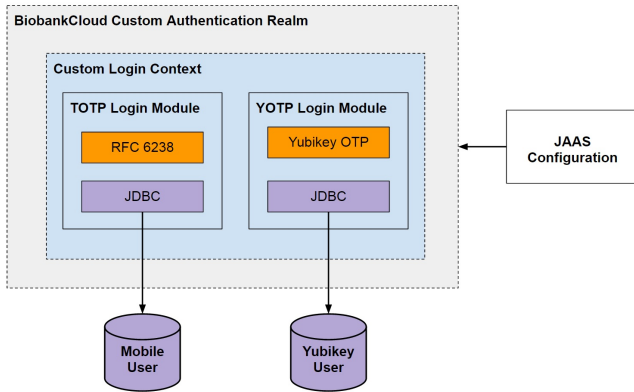 BiobankCloud Custom Authentication Realm
Custom Login Context
TOTP Login Module
YOTP Login Module
RFC 6238
Yubikey OTP
JDBC
JDBC
JAAS
Configuration
Mobile
User
Yubikey
User